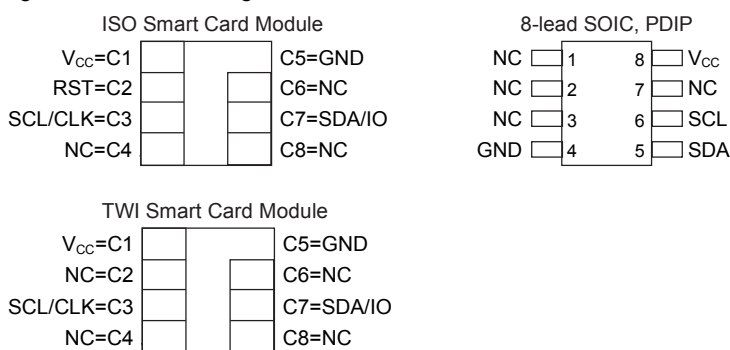 ISO Smart Card Module
V_CC=C1
C5=GND
RST=C2
C6=NC
SCL/CLK=C3
C7=SDA/IO
NC=C4
C8=NC
8-lead SOIC, PDIP
NC 1 8 V_CC
NC 2 7 NC
NC 3 6 SCL
GND 4 5 SDA
TWI Smart Card Module
V_CC=C1
C5=GND
NC=C2
C6=NC
SCL/CLK=C3
C7=SDA/IO
NC=C4
C8=NC